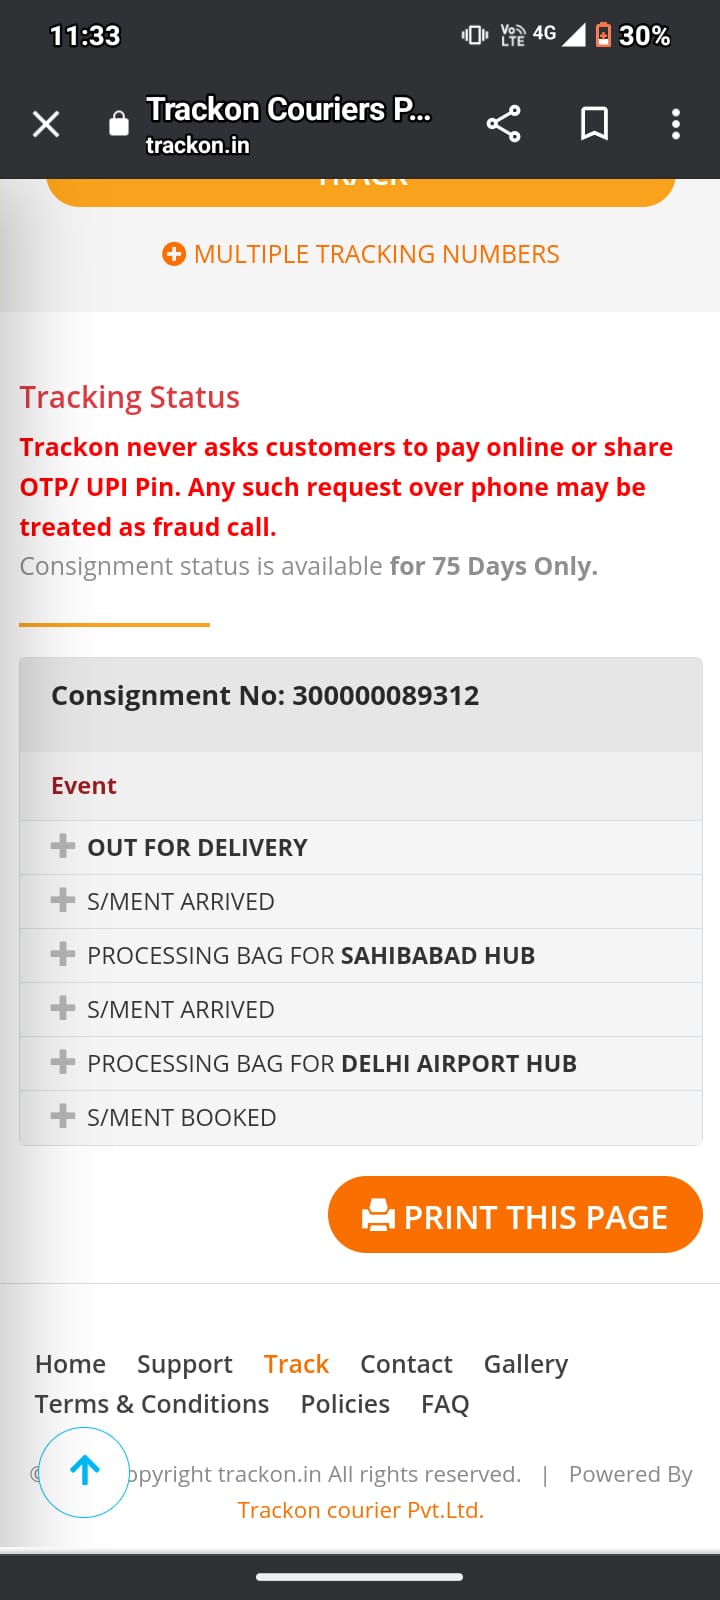 11:33
Vo)) LTE 4G 30%
Trackon Couriers P...
trackon.in
TRACK
MULTIPLE TRACKING NUMBERS
Tracking Status
Trackon never asks customers to pay online or share
OTP/ UPI Pin. Any such request over phone may be
treated as fraud call.
Consignment status is available for 75 Days Only.
Consignment No: 300000089312
Event
OUT FOR DELIVERY
S/MENT ARRIVED
PROCESSING BAG FOR SAHIBABAD HUB
S/MENT ARRIVED
PROCESSING BAG FOR DELHI AIRPORT HUB
S/MENT BOOKED
PRINT THIS PAGE
Home Support Track Contact Gallery
Terms & Conditions Policies FAQ
opyright trackon.in All rights reserved. | Powered By
Trackon courier Pvt.Ltd.